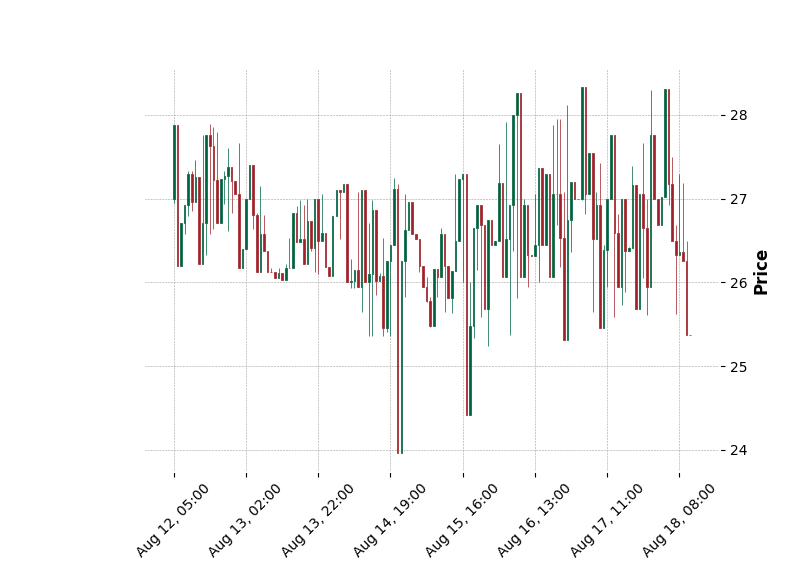 28
27
26
25
24
Price
Aug 12, 05:00
Aug 13, 02:00
Aug 13, 22:00
Aug 14, 19:00
Aug 15, 16:00
Aug 16, 13:00
Aug 17, 11:00
Aug 18, 08:00